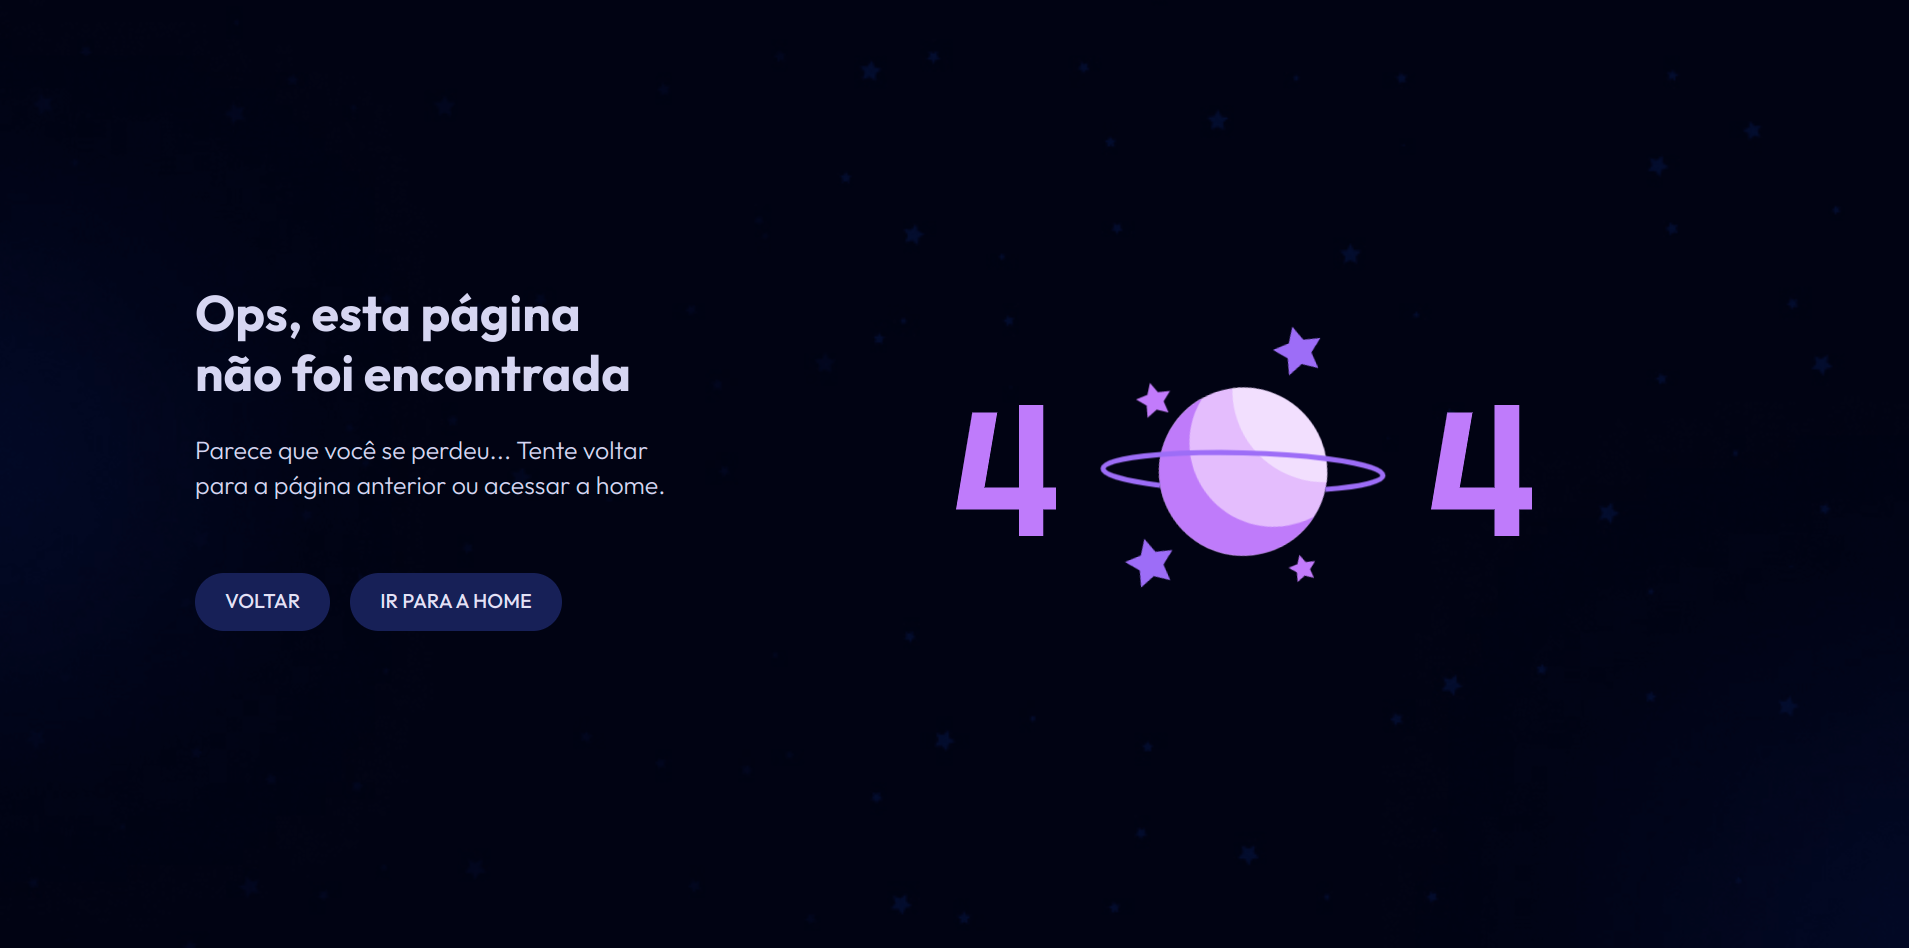 Ops, esta página
não foi encontrada
Parece que você se perdeu... Tente voltar
para a página anterior ou acessar a home.
VOLTAR
IR PARA A HOME
4 4